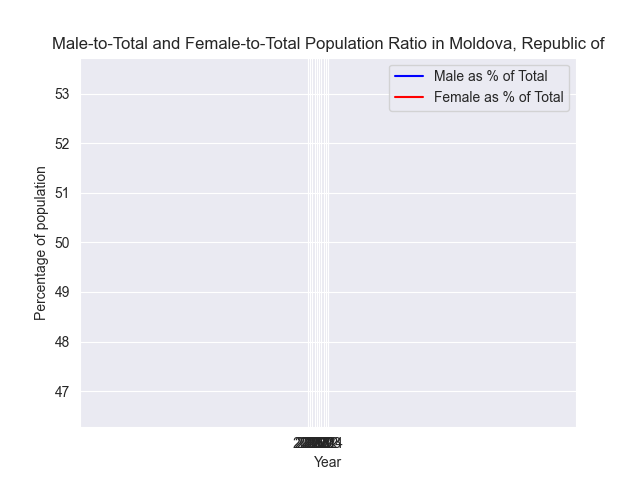 Male-to-Total and Female-to-Total Population Ratio in Moldova, Republic of
Male as % of Total
Female as % of Total
53
52
51
50
49
48
47
Percentage of population
Year